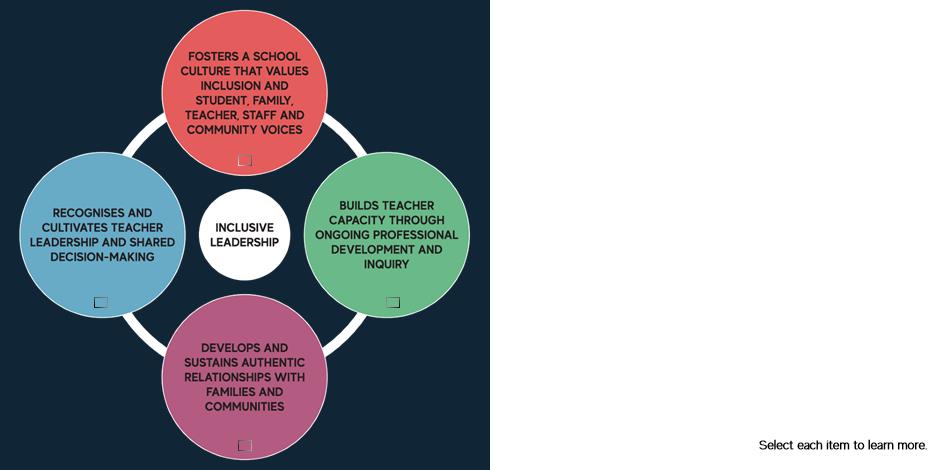 FOSTERS A SCHOOL
CULTURE THAT VALUES
INCLUSION AND
STUDENT, FAMILY,
TEACHER, STAFF AND
COMMUNITY VOICES
RECOGNISES AND
CULTIVATES TEACHER
LEADERSHIP AND SHARED
DECISION-MAKING
INCLUSIVE
LEADERSHIP
BUILDS TEACHER
CAPACITY THROUGH
ONGOING PROFESSIONAL
DEVELOPMENT AND
INQUIRY
DEVELOPS AND
SUSTAINS AUTHENTIC
RELATIONSHIPS WITH
FAMILIES AND
COMMUNITIES
Select each item to learn more.